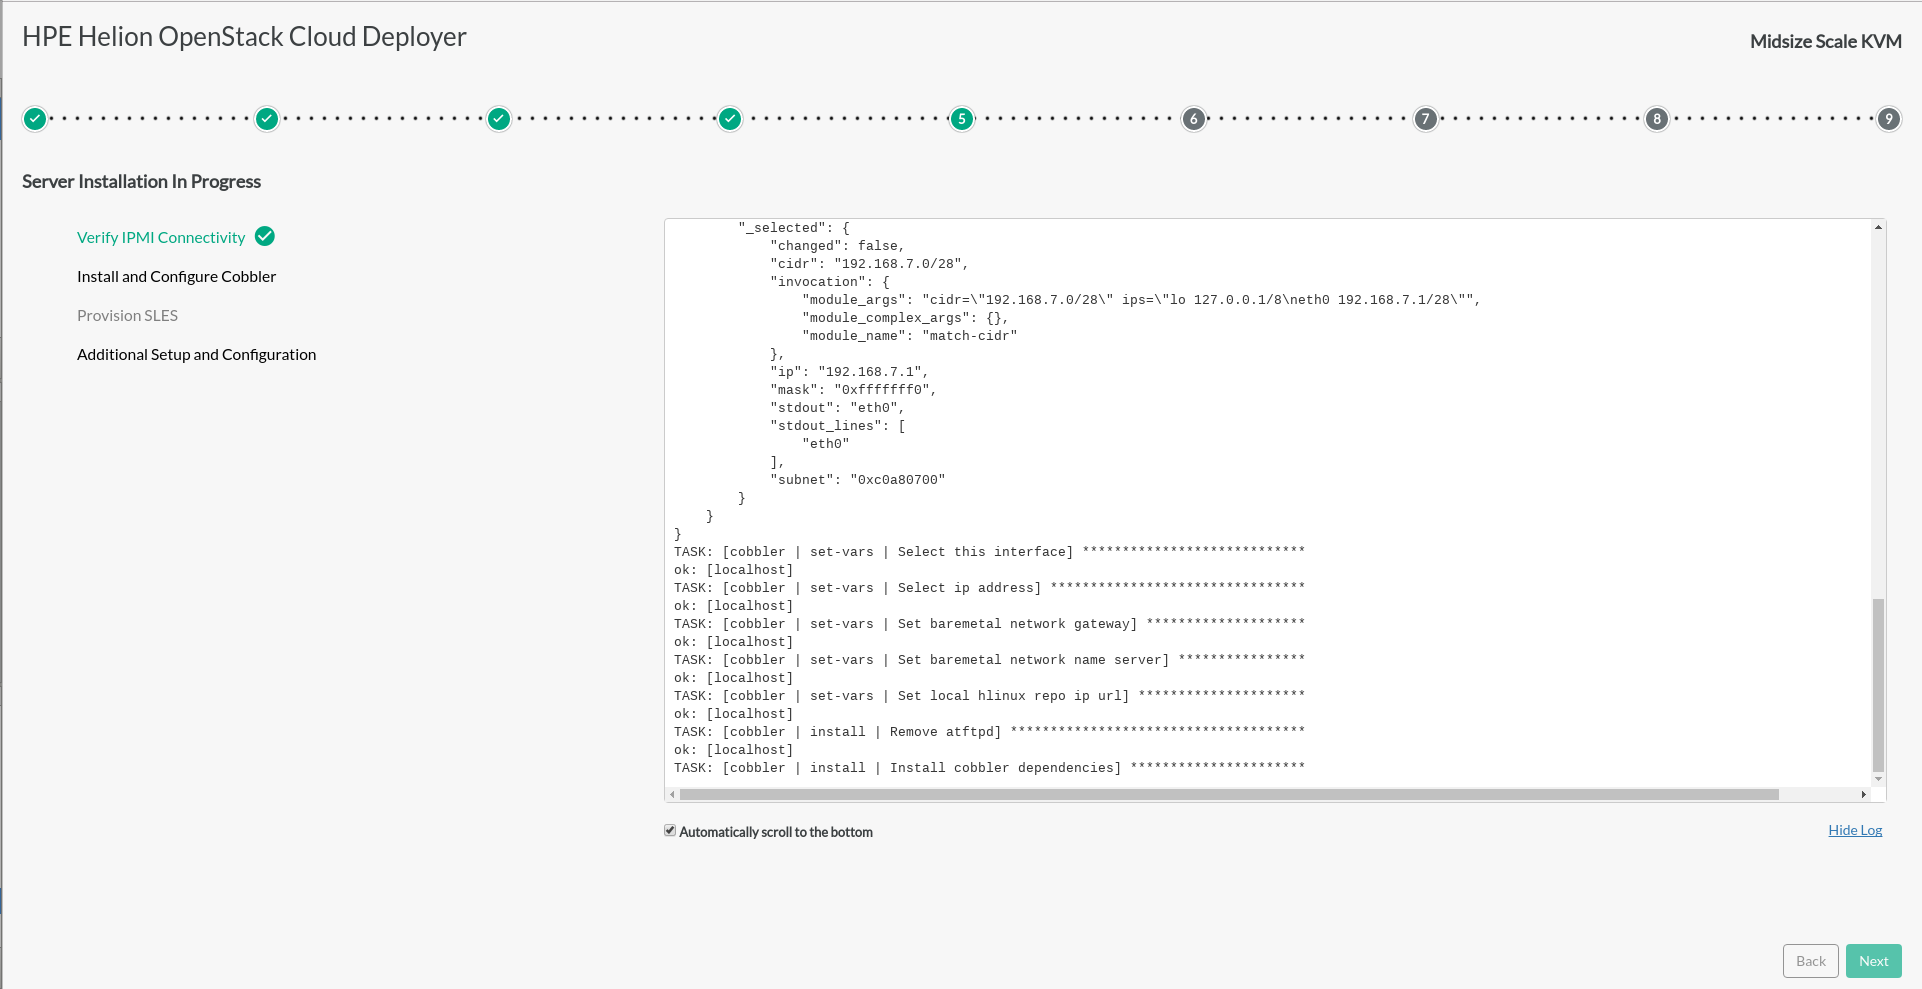 HPE Helion OpenStack Cloud Deployer
Midsize Scale KVM
5 6 7 8 9
Server Installation In Progress
Verify IPMI Connectivity
Install and Configure Cobbler
Provision SLES
Additional Setup and Configuration
        "_selected": {
            "changed": false,
            "cidr": "192.168.7.0/28",
            "invocation": {
                "module_args": "cidr=\"192.168.7.0/28\" ips=\"lo 127.0.0.1/8\neth0 192.168.7.1/28\"",
                "module_complex_args": {},
                "module_name": "match-cidr"
            },
            "ip": "192.168.7.1",
            "mask": "0xfffffff0",
            "stdout": "eth0",
            "stdout_lines": [
                "eth0"
            ],
            "subnet": "0xc0a80700"
        }
    }
}
TASK: [cobbler | set-vars | Select this interface] ****************************
ok: [localhost]
TASK: [cobbler | set-vars | Select ip address] ********************************
ok: [localhost]
TASK: [cobbler | set-vars | Set baremetal network gateway] ********************
ok: [localhost]
TASK: [cobbler | set-vars | Set baremetal network name server] ****************
ok: [localhost]
TASK: [cobbler | set-vars | Set local hlinux repo ip url] *********************
ok: [localhost]
TASK: [cobbler | install | Remove atftpd] *************************************
ok: [localhost]
TASK: [cobbler | install | Install cobbler dependencies] **********************
Automatically scroll to the bottom
Hide Log
Back
Next